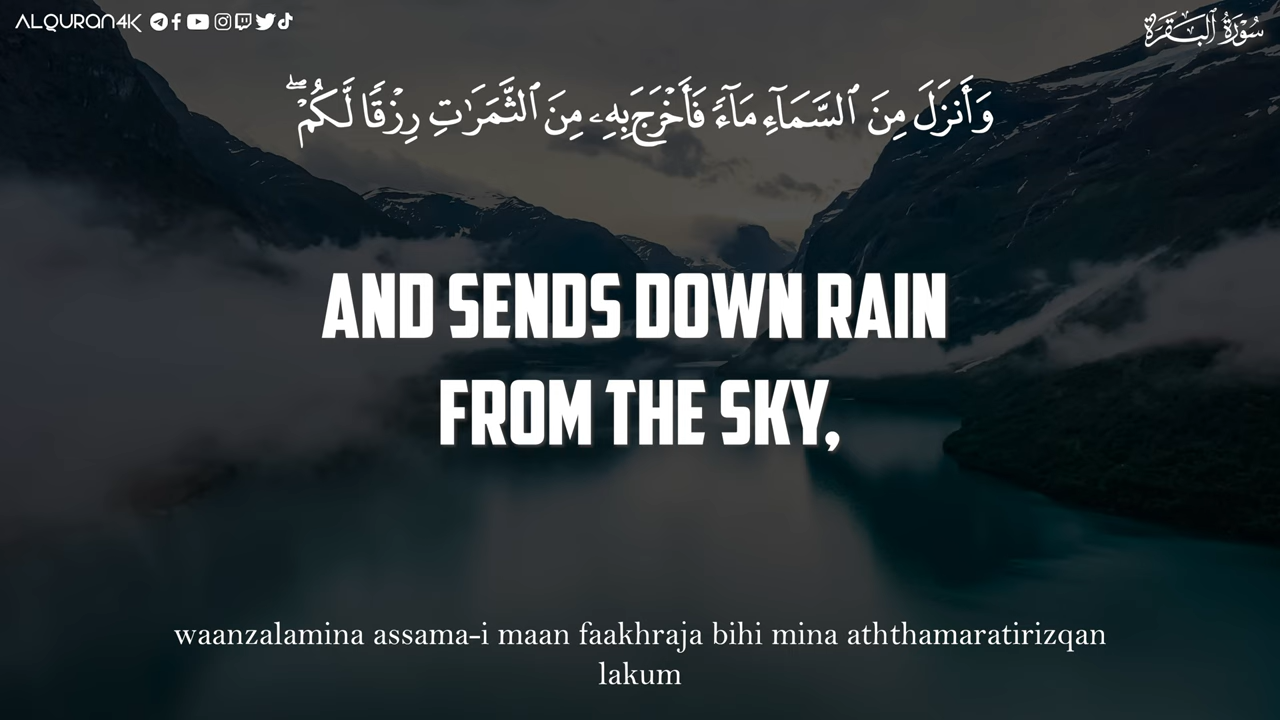 ALQURAN4K
سُورَةُ ٱلْبَقَرَةِ
وَأَنزَلَ مِنَ ٱلسَّمَآءِ مَآءً فَأَخْرَجَ بِهِۦ مِنَ ٱلثَّمَرَٰتِ رِزْقًا لَّكُمْ ۖ
AND SENDS DOWN RAIN
FROM THE SKY,
waanzalamina assama-i maan faakhraja bihi mina aththamaratirizqan
lakum